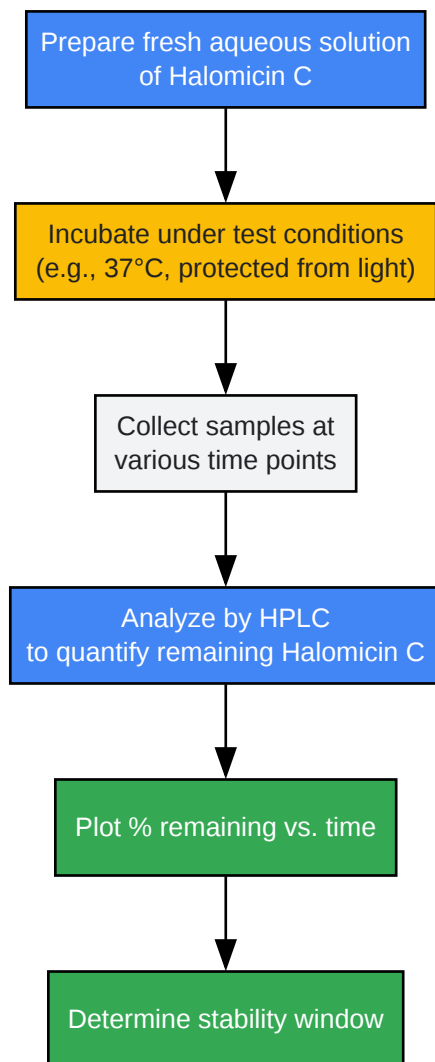 Prepare fresh aqueous solution
of Halomicin C
Incubate under test conditions
(e.g., 37°C, protected from light)
Collect samples at
various time points
Analyze by HPLC
to quantify remaining Halomicin C
Plot % remaining vs. time
Determine stability window